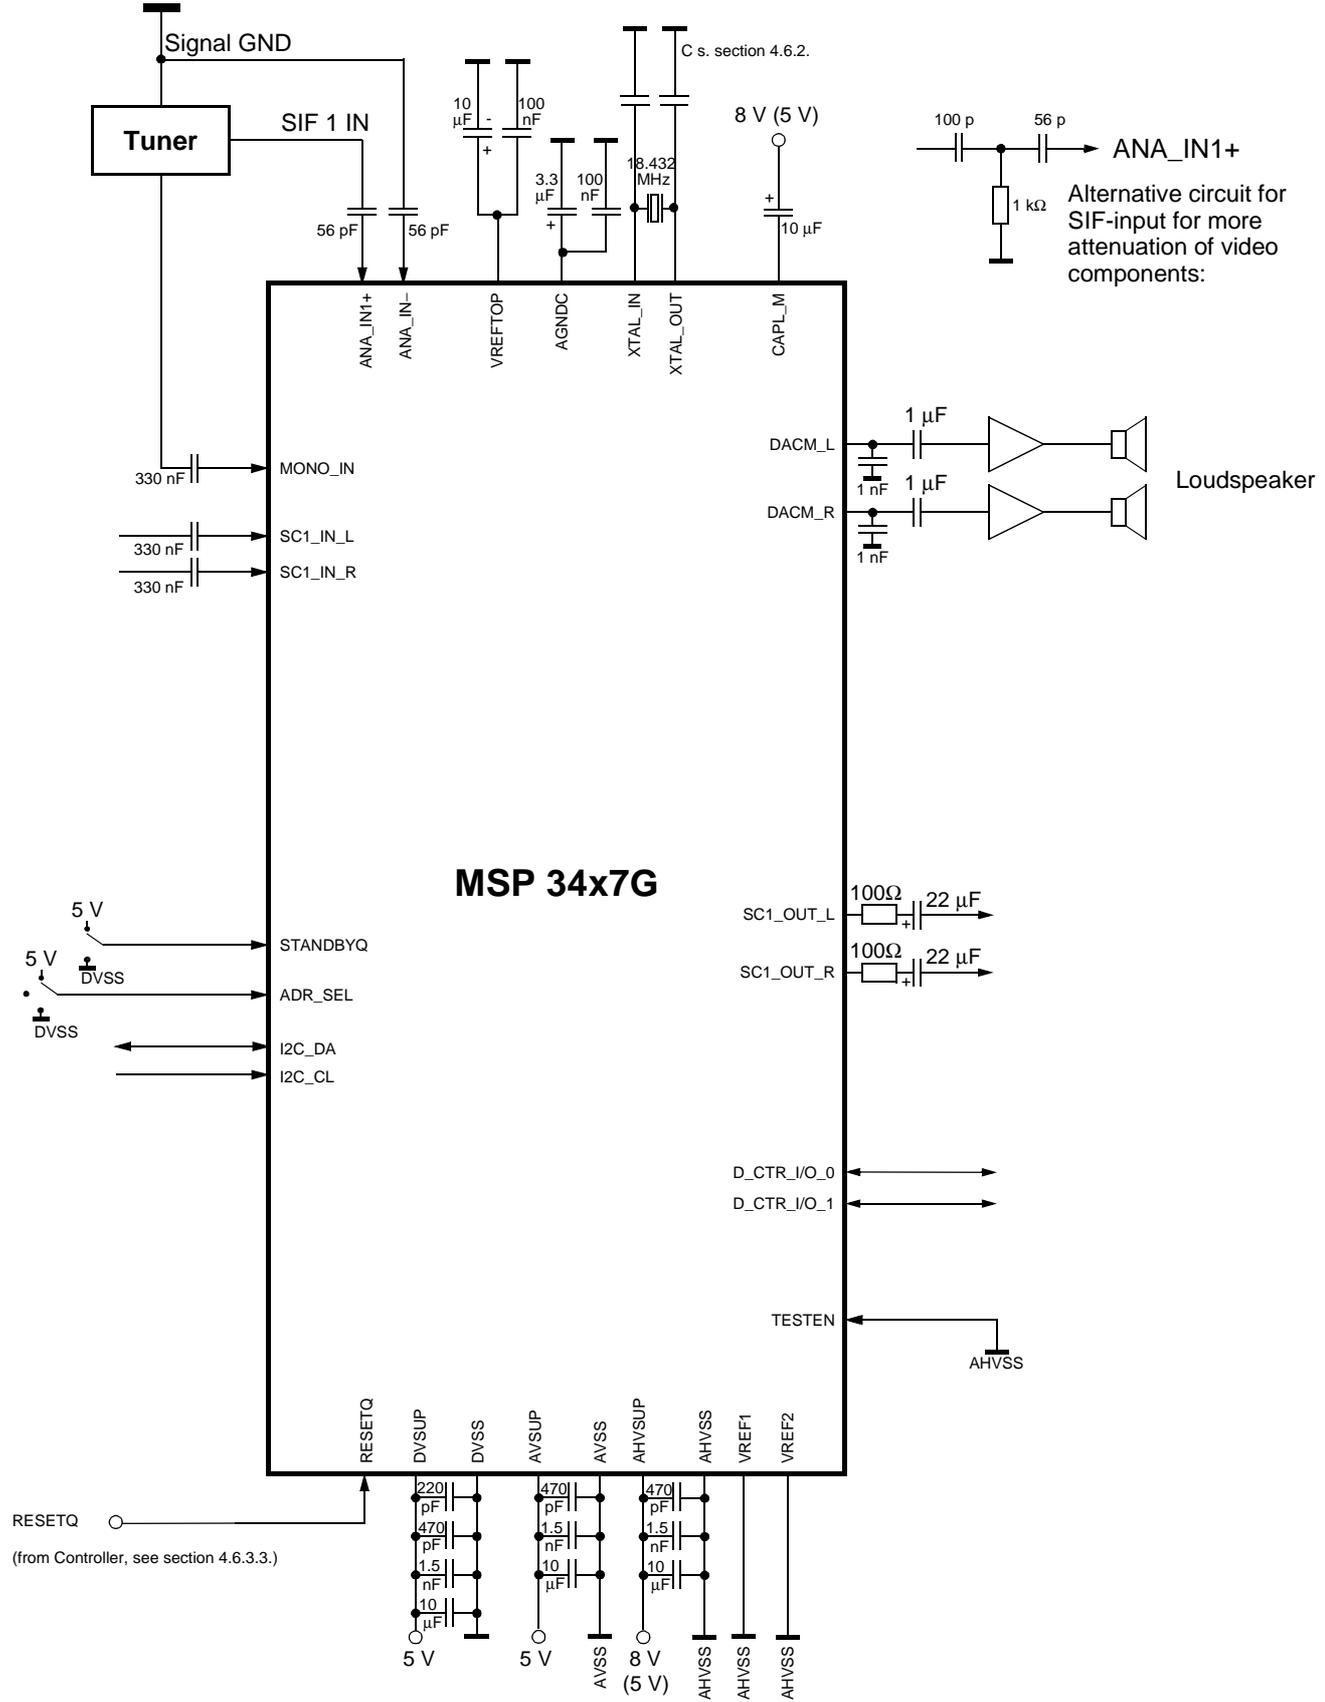 Signal GND
C s. section 4.6.2.
10
µF
-
+
100
nF
8 V (5 V)
Tuner
SIF 1 IN
100 p
56 p
ANA_IN1+
18.432
MHz
3.3
µF
+
100
nF
Alternative circuit for
SIF-input for more
attenuation of video
components:
1 kΩ
+
10 µF
56 pF
56 pF
ANA_IN1+
ANA_IN−
VREFTOP
AGNDC
XTAL_IN
XTAL_OUT
CAPL_M
330 nF
MONO_IN
DACM_L
1 µF
1 nF
Loudspeaker
330 nF
SC1_IN_L
DACM_R
1 µF
1 nF
330 nF
SC1_IN_R
MSP 34x7G
5 V
STANDBYQ
DVSS
SC1_OUT_L
100Ω
+
22 µF
5 V
ADR_SEL
DVSS
SC1_OUT_R
100Ω
+
22 µF
I2C_DA
I2C_CL
D_CTR_I/O_0
D_CTR_I/O_1
TESTEN
AHVSS
RESETQ
DVSUP
DVSS
AVSUP
AVSS
AHVSUP
AHVSS
VREF1
VREF2
RESETQ
(from Controller, see section 4.6.3.3.)
220
pF
470
pF
1.5
nF
10
µF
5 V
470
pF
1.5
nF
10
µF
5 V
AVSS
470
pF
1.5
nF
10
µF
8 V
(5 V)
AHVSS
AHVSS
AHVSS